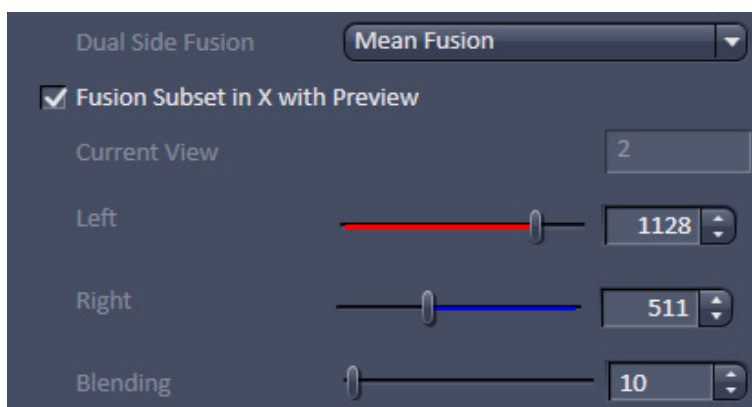 Dual Side Fusion Mean Fusion
Fusion Subset in X with Preview
Current View 2
Left 1128
Right 511
Blending 10